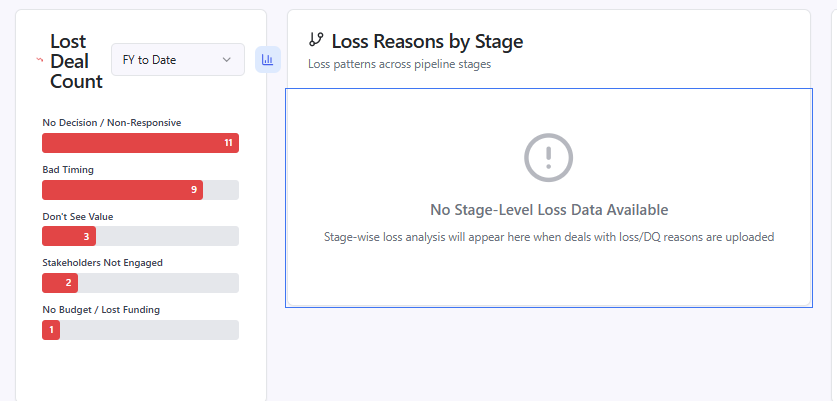 Lost
Deal
Count
FY to Date
No Decision / Non-Responsive
11
Bad Timing
9
Don't See Value
3
Stakeholders Not Engaged
2
No Budget / Lost Funding
1
Loss Reasons by Stage
Loss patterns across pipeline stages
No Stage-Level Loss Data Available
Stage-wise loss analysis will appear here when deals with loss/DQ reasons are uploaded